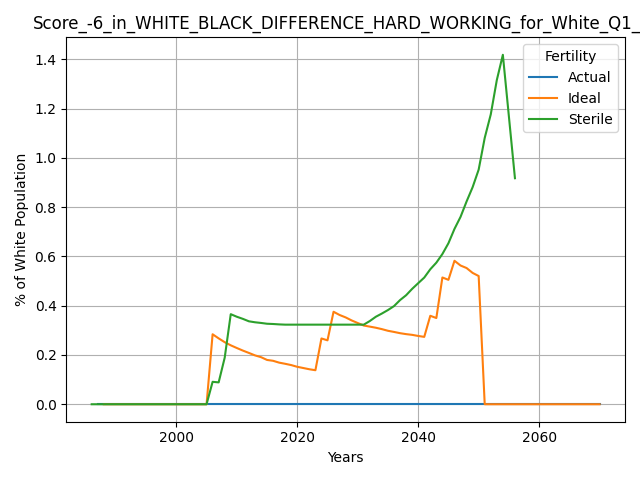 Score_-6_in_WHITE_BLACK_DIFFERENCE_HARD_WORKING_for_White_Q1_
Fertility
Actual
Ideal
Sterile
% of White Population
1.4
1.2
1.0
0.8
0.6
0.4
0.2
0.0
2000
2020
2040
2060
Years